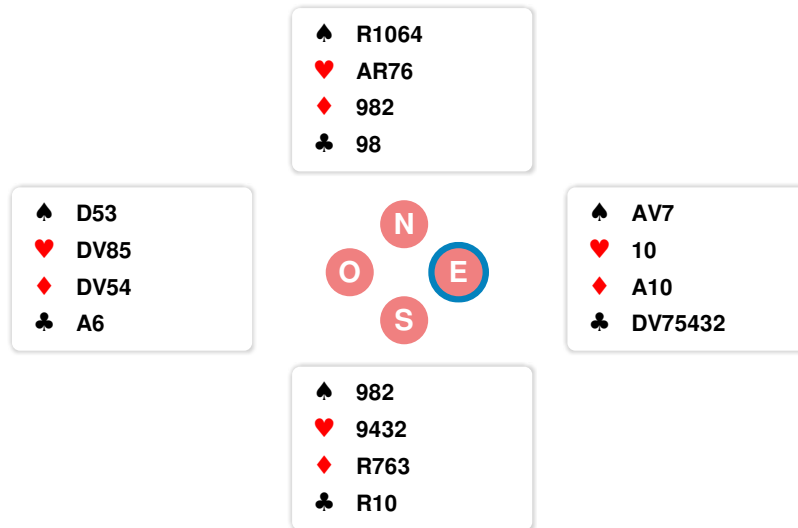 ♠ R1064
♥ AR76
♦ 982
♣ 98
♠ D53
♥ DV85
♦ DV54
♣ A6
N
O E
S
♠ AV7
♥ 10
♦ A10
♣ DV75432
♠ 982
♥ 9432
♦ R763
♣ R10